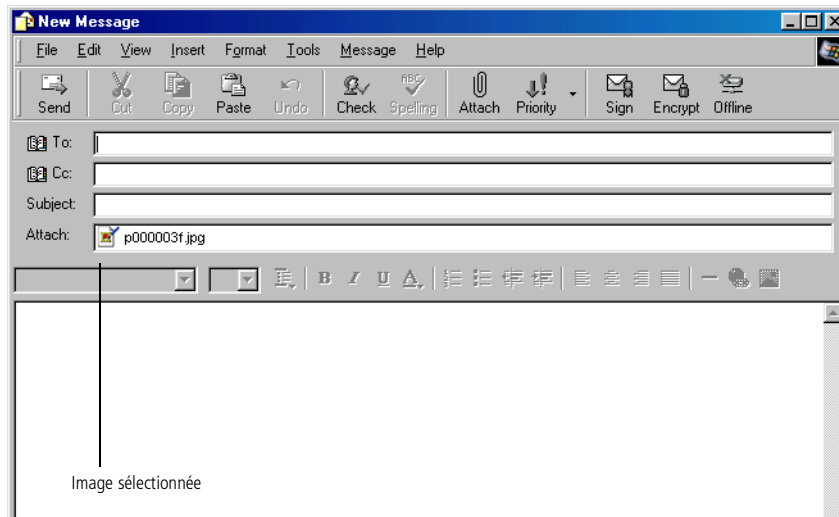 New Message
File Edit View Insert Format Tools Message Help
Send Cut Copy Paste Undo Check Spelling Attach Priority Sign Encrypt Offline
ABC
To:
Cc:
Subject:
Attach: p000003f.jpg
B I U A
Image sélectionnée